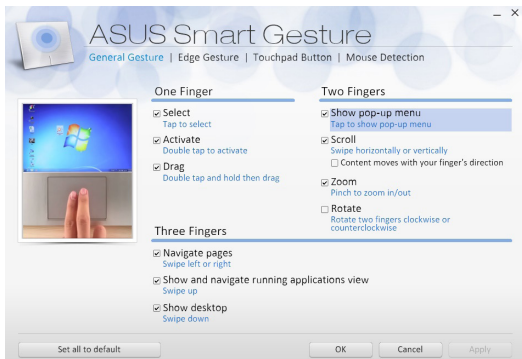 ASUS Smart Gesture
General Gesture | Edge Gesture | Touchpad Button | Mouse Detection
One Finger
Select
Tap to select
Activate
Double tap to activate
Drag
Double tap and hold then drag
Two Fingers
Show pop-up menu
Tap to show pop-up menu
Scroll
Swipe horizontally or vertically
Content moves with your finger's direction
Zoom
Pinch to zoom in/out
Rotate
Rotate two fingers clockwise or
counterclockwise
Three Fingers
Navigate pages
Swipe left or right
Show and navigate running applications view
Swipe up
Show desktop
Swipe down
Set all to default
OK
Cancel
Apply